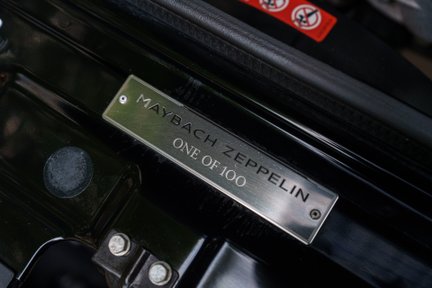 MAYBACH ZEPPELIN
ONE OF 100